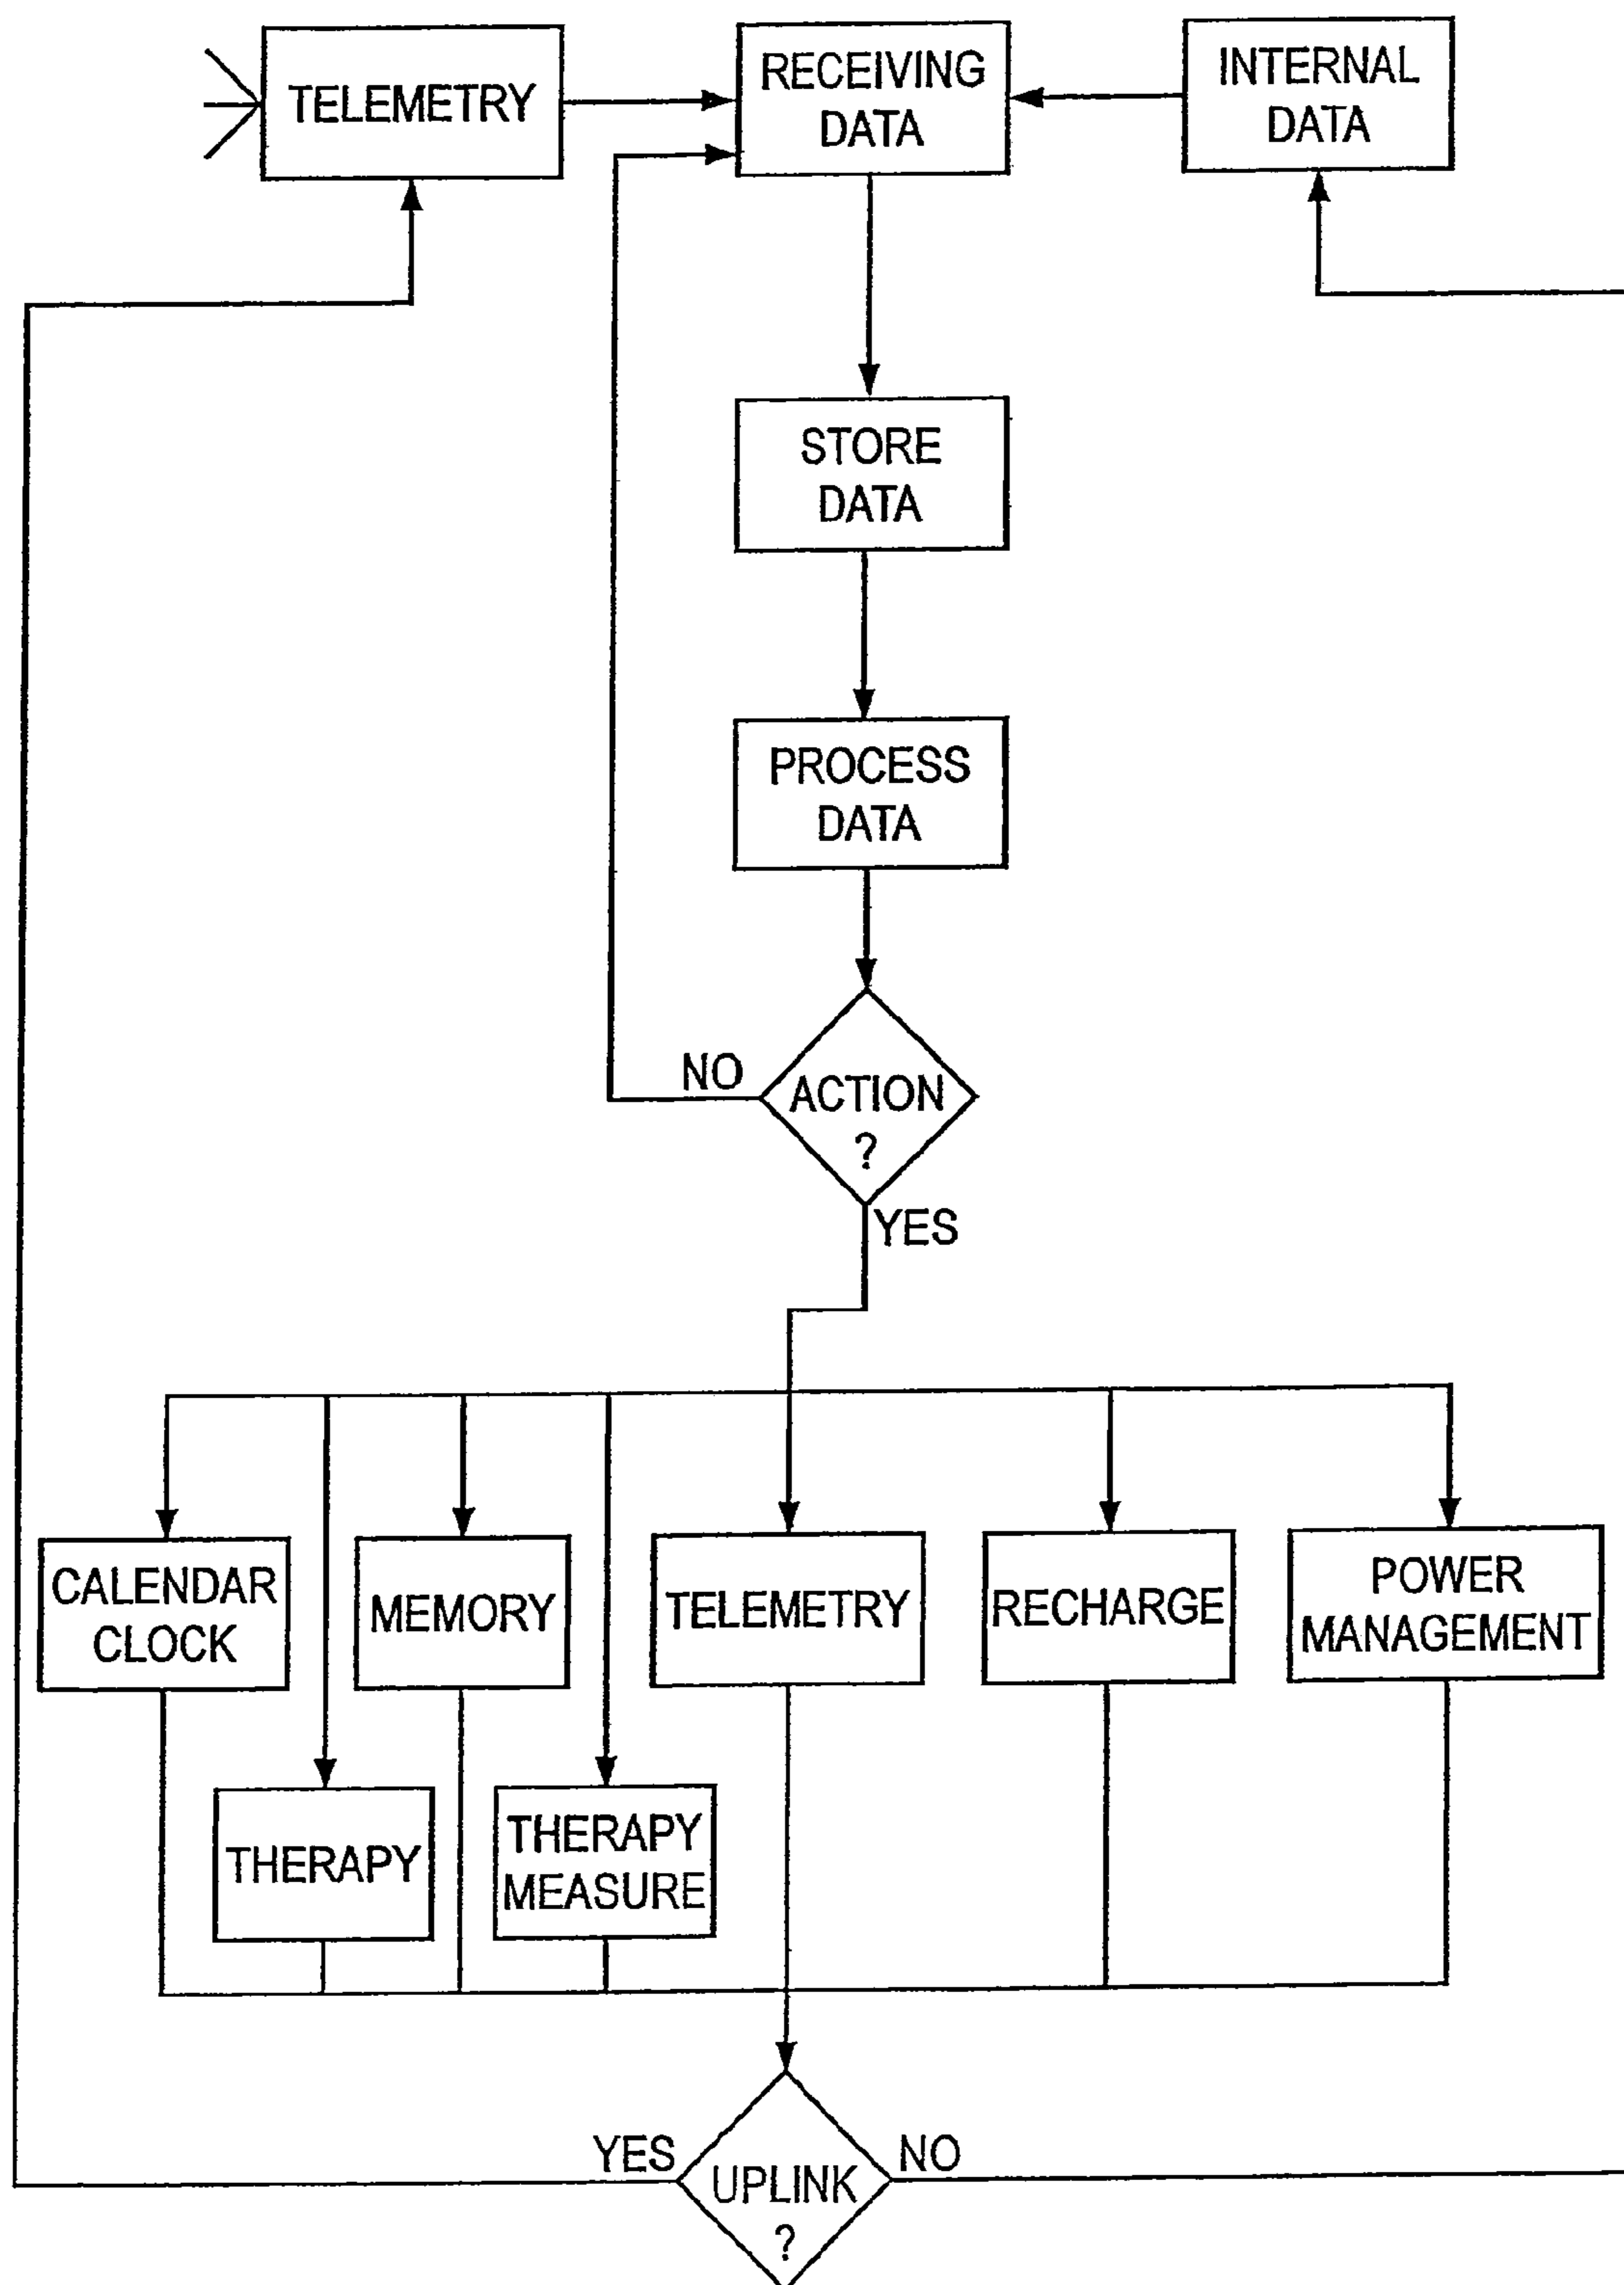 TELEMETRY
RECEIVING
DATA
INTERNAL
DATA
STORE
DATA
PROCESS
DATA
NO
ACTION
?
YES
CALENDAR
CLOCK
MEMORY
TELEMETRY
RECHARGE
POWER
MANAGEMENT
THERAPY
THERAPY
MEASURE
YES
NO
UPLINK
?